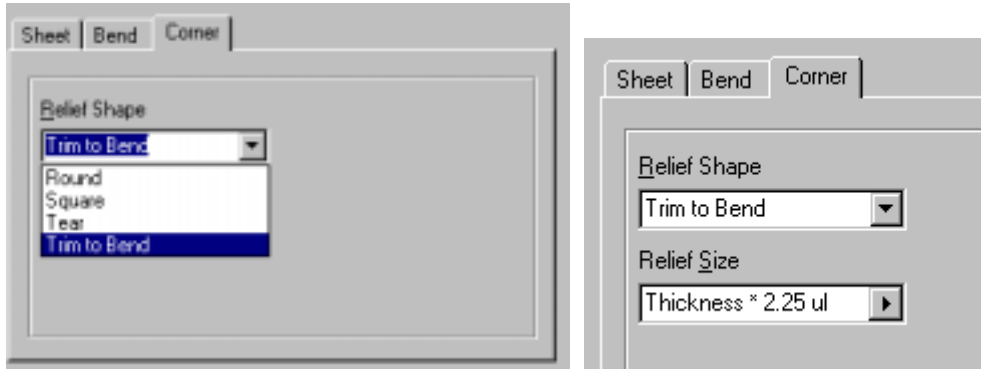 Sheet Bend Corner
Relief Shape
Trim to Bend
Round
Square
Tear
Trim to Bend
Sheet Bend Corner
Relief Shape
Trim to Bend
Relief Size
Thickness * 2.25 ul